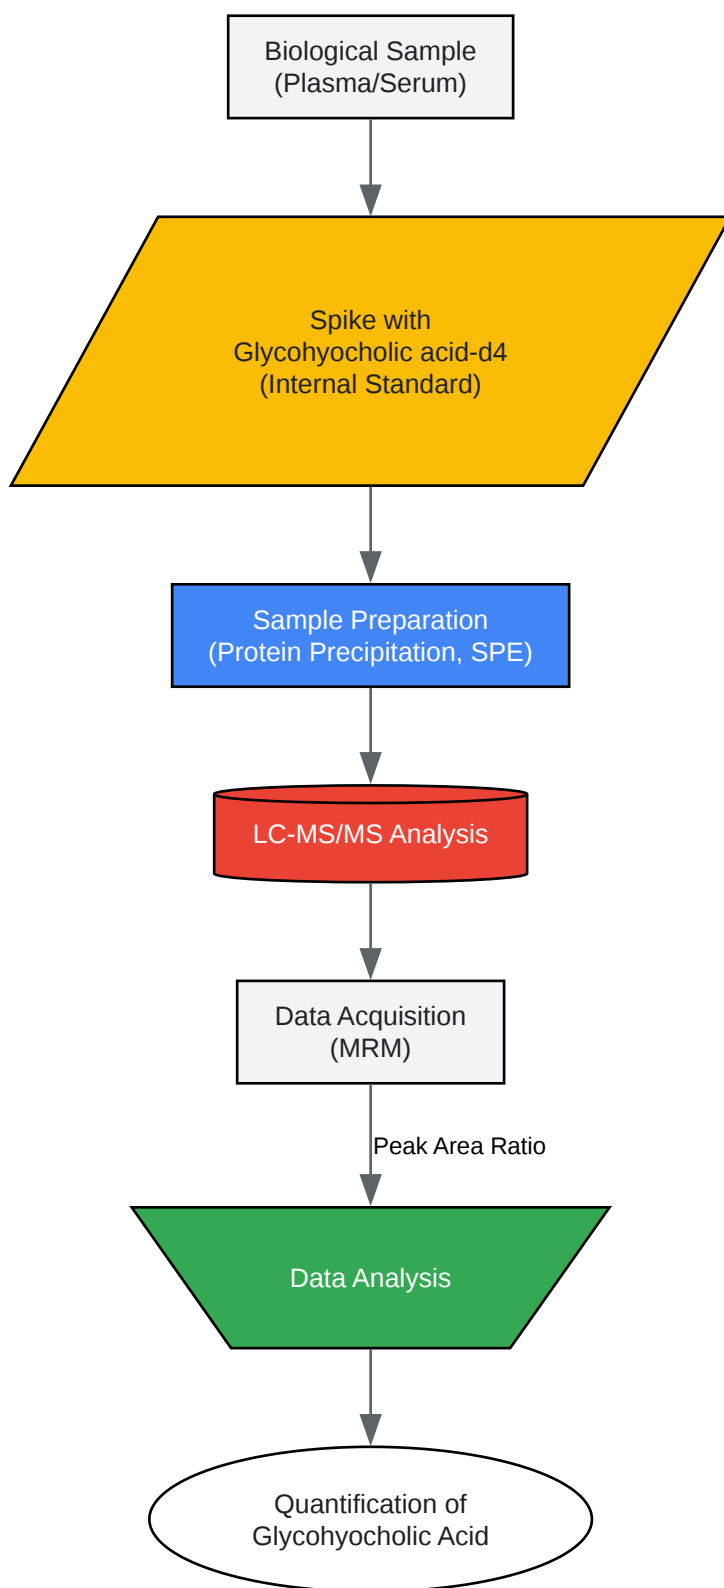 Biological Sample
(Plasma/Serum)
Spike with
Glycohyocholic acid-d4
(Internal Standard)
Sample Preparation
(Protein Precipitation, SPE)
LC-MS/MS Analysis
Data Acquisition
(MRM)
Peak Area Ratio
Data Analysis
Quantification of
Glycohyocholic Acid